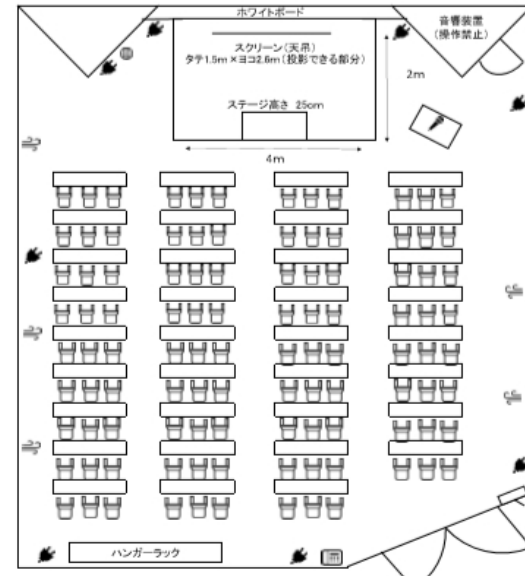 ホワイトボード
音響装置
(操作禁止)
スクリーン(天吊)
タテ1.5m×ヨコ2.6m(投影できる部分)
2m
ステージ高さ 25cm
4m
ハンガーラック